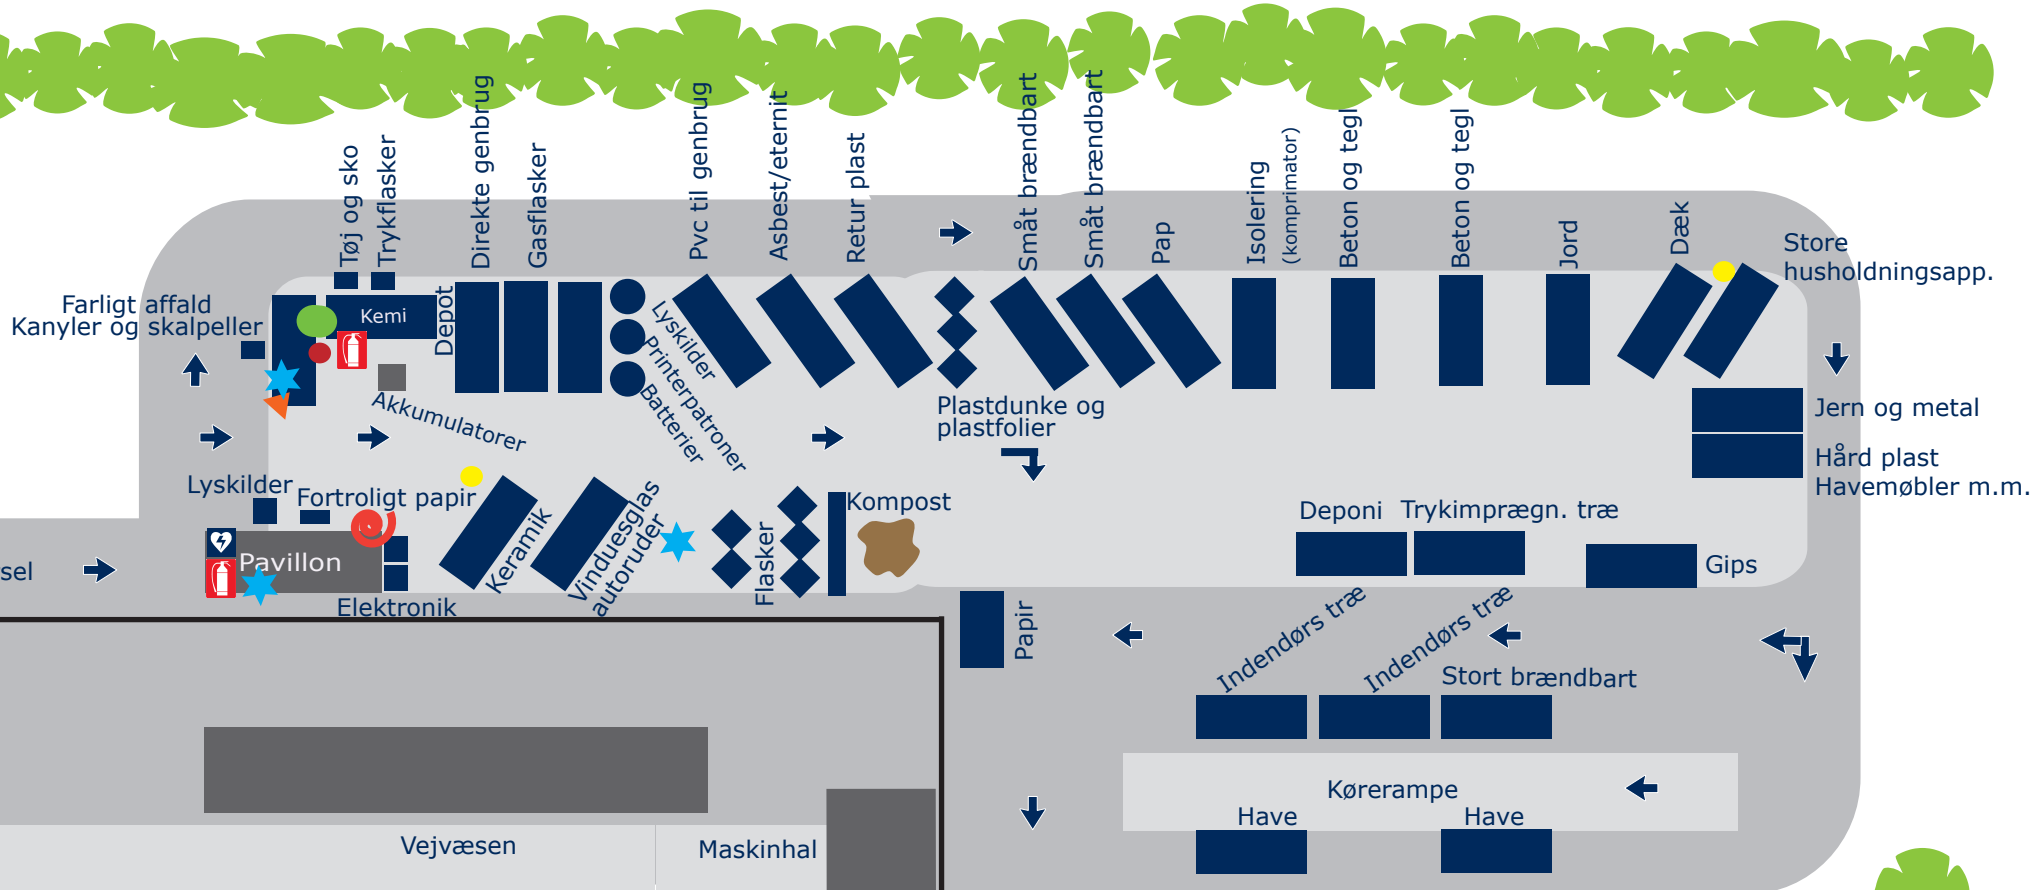 Tøj og sko
Trykflasker
Direkte genbrug
Gasflasker
Pvc til genbrug
Asbest/eternit
Retur plast
Småt brændbart
Småt brændbart
Pap
Isolering
(komprimator)
Beton og tegl
Beton og tegl
Jord
Dæk
Store
husholdningsapp.
Farligt affald
Kanyler og skalpeller
Kemi
Depot
Lyskilder
Printerpatroner
Batterier
Akkumulatorer
Plastdunke og
plastfolier
Jern og metal
Hård plast
Havemøbler m.m.
Lyskilder
Fortroligt papir
Pavillon
Elektronik
Keramik
Vinduesglas
autoruder
Flasker
Kompost
Deponi
Trykimprægn. træ
Gips
sel
Papir
Indendørs træ
Indendørs træ
Stort brændbart
Kørerampe
Have
Have
Vejvæsen
Maskinhal